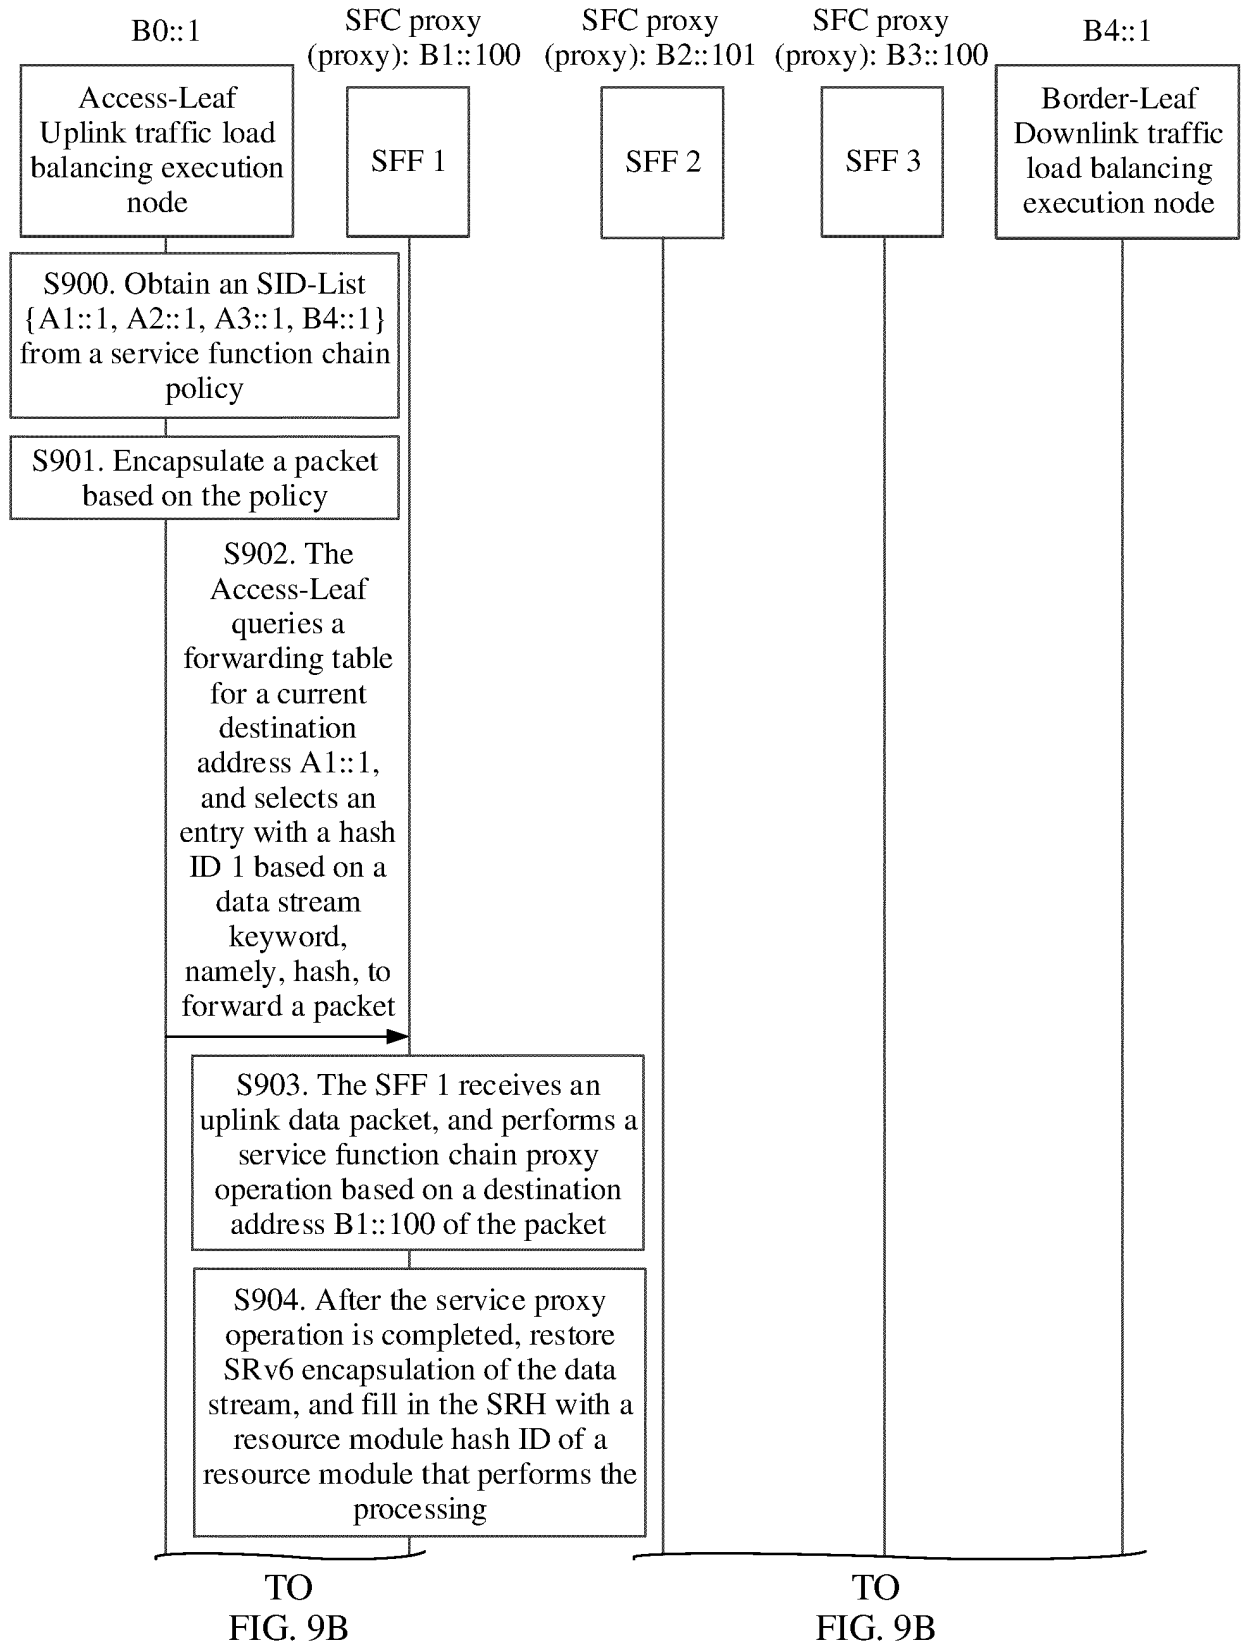 B0::1
SFC proxy
(proxy): B1::100
SFC proxy
(proxy): B2::101
SFC proxy
(proxy): B3::100
B4::1
Access-Leaf
Uplink traffic load
balancing execution
node
SFF 1
SFF 2
SFF 3
Border-Leaf
Downlink traffic
load balancing
execution node
S900. Obtain an SID-List
{A1::1, A2::1, A3::1, B4::1}
from a service function chain
policy
S901. Encapsulate a packet
based on the policy
S902. The
Access-Leaf
queries a
forwarding table
for a current
destination
address A1::1,
and selects an
entry with a hash
ID 1 based on a
data stream
keyword,
namely, hash, to
forward a packet
S903. The SFF 1 receives an
uplink data packet, and performs a
service function chain proxy
operation based on a destination
address B1::100 of the packet
S904. After the service proxy
operation is completed, restore
SRv6 encapsulation of the data
stream, and fill in the SRH with a
resource module hash ID of a
resource module that performs the
processing
TO
FIG. 9B
TO
FIG. 9B